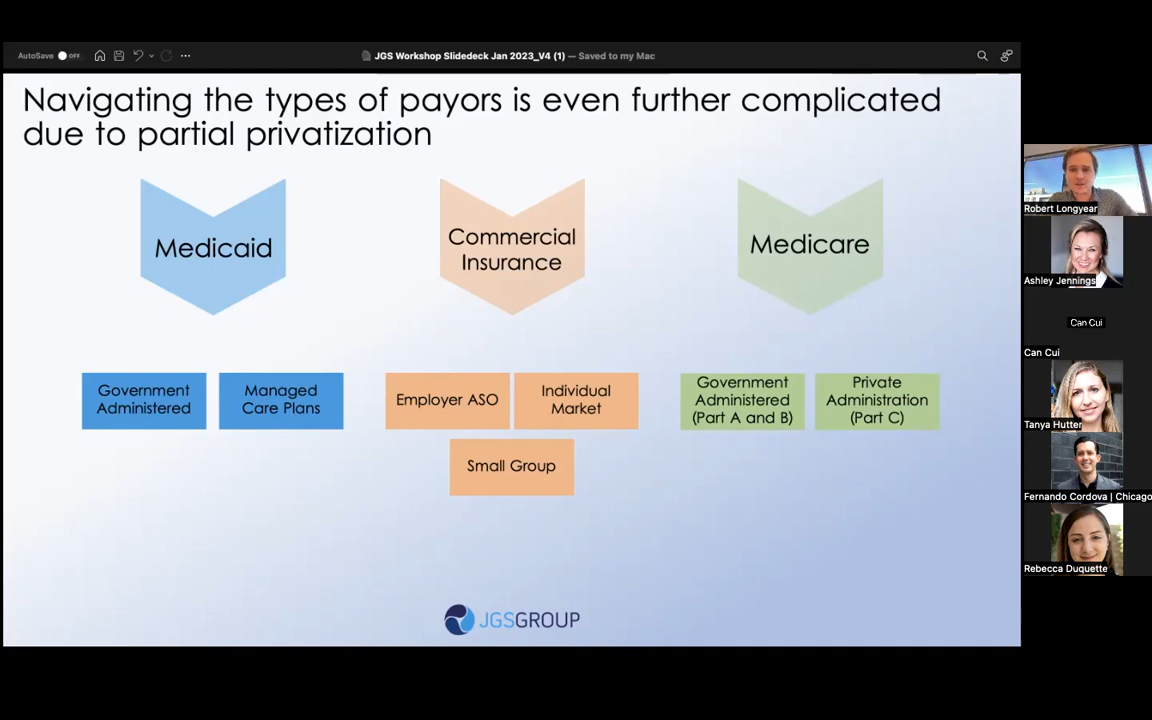 AutoSave OFF
JGS Workshop Slidedeck Jan 2023_V4 (1) — Saved to my Mac
Navigating the types of payors is even further complicated
due to partial privatization
Medicaid
Commercial
Insurance
Medicare
Government
Administered
Managed
Care Plans
Employer ASO
Individual
Market
Small Group
Government
Administered
(Part A and B)
Private
Administration
(Part C)
JGSGROUP
Robert Longyear
Ashley Jennings
Can Cui
Can Cui
Tanya Hutter
Fernando Cordova | Chicago
Rebecca Duquette